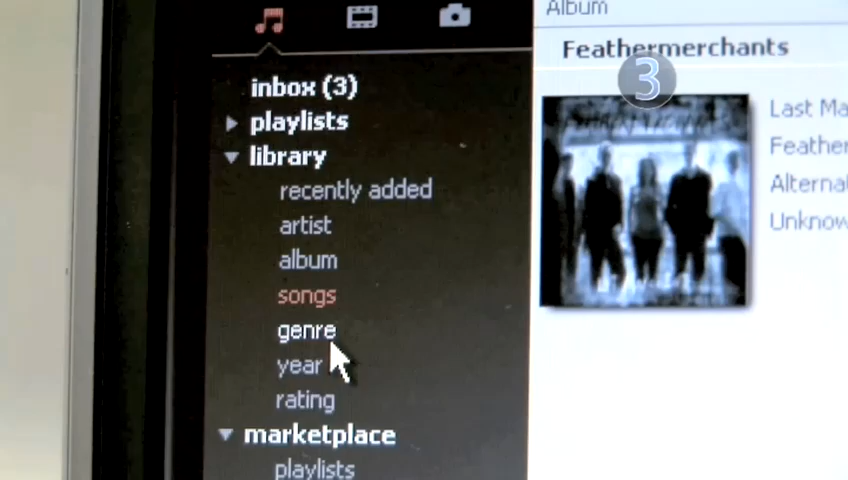 Album
Feathermerchants
3
inbox (3)
playlists
library
recently added
artist
album
songs
genre
year
rating
marketplace
playlists
Last Ma
Feather
Alternat
Unknow